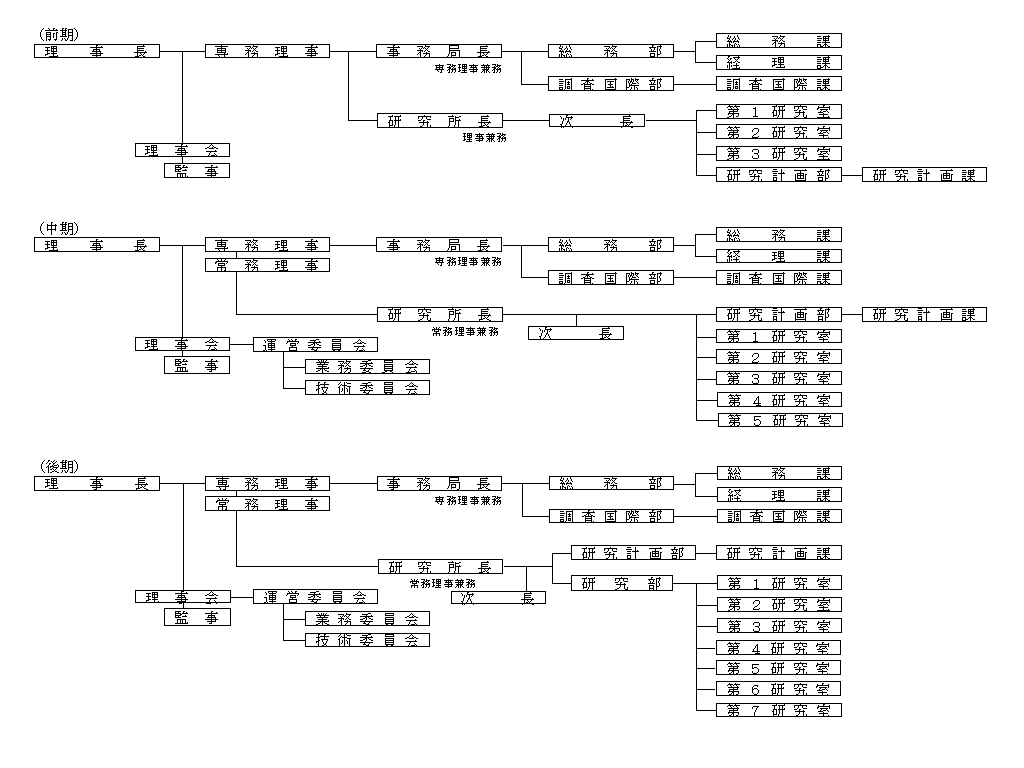 (前期)
理事長 専務理事 事務局長 総務部 総務課
専務理事兼務 経理課
調査国際部 調査国際課
研究所長 次長 第1研究室
理事兼務 第2研究室
理事会 第3研究室
監事 研究計画部 研究計画課
(中期)
理事長 専務理事 事務局長 総務部 総務課
常務理事 専務理事兼務 経理課
調査国際部 調査国際課
研究所長 研究計画部 研究計画課
常務理事兼務 次長 第1研究室
理事会 運営委員会 第2研究室
監事 業務委員会 第3研究室
技術委員会 第4研究室
第5研究室
(後期)
理事長 専務理事 事務局長 総務部 総務課
常務理事 専務理事兼務 経理課
調査国際部 調査国際課
研究計画部 研究計画課
研究所長 研究部 第1研究室
常務理事兼務 次長
理事会 運営委員会 第2研究室
監事 業務委員会 第3研究室
技術委員会 第4研究室
第5研究室
第6研究室
第7研究室